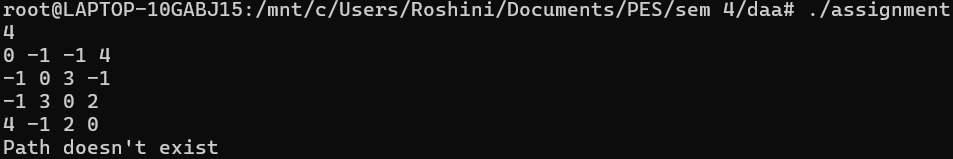 root@LAPTOP-10GABJ15:/mnt/c/Users/Roshini/Documents/PES/sem 4/daa# ./assignment
4
0 -1 -1 4
-1 0 3 -1
-1 3 0 2
4 -1 2 0
Path doesn't exist